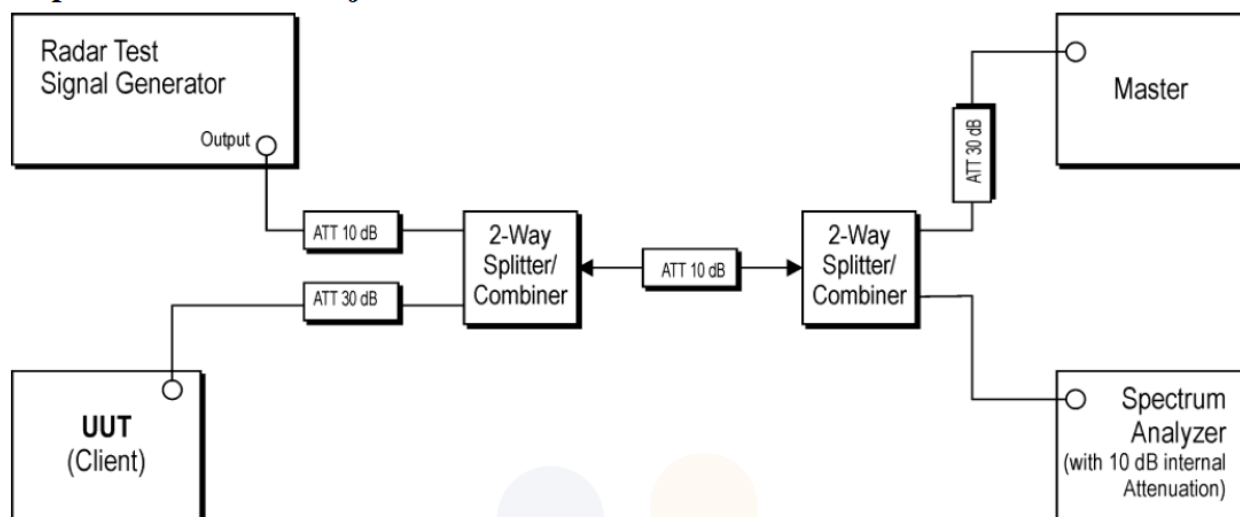 Radar Test
Signal Generator
Output
ATT 10 dB
ATT 30 dB
UUT
(Client)
2-Way
Splitter/
Combiner
ATT 10 dB
2-Way
Splitter/
Combiner
ATT 30 dB
Master
Spectrum
Analyzer
(with 10 dB internal
Attenuation)